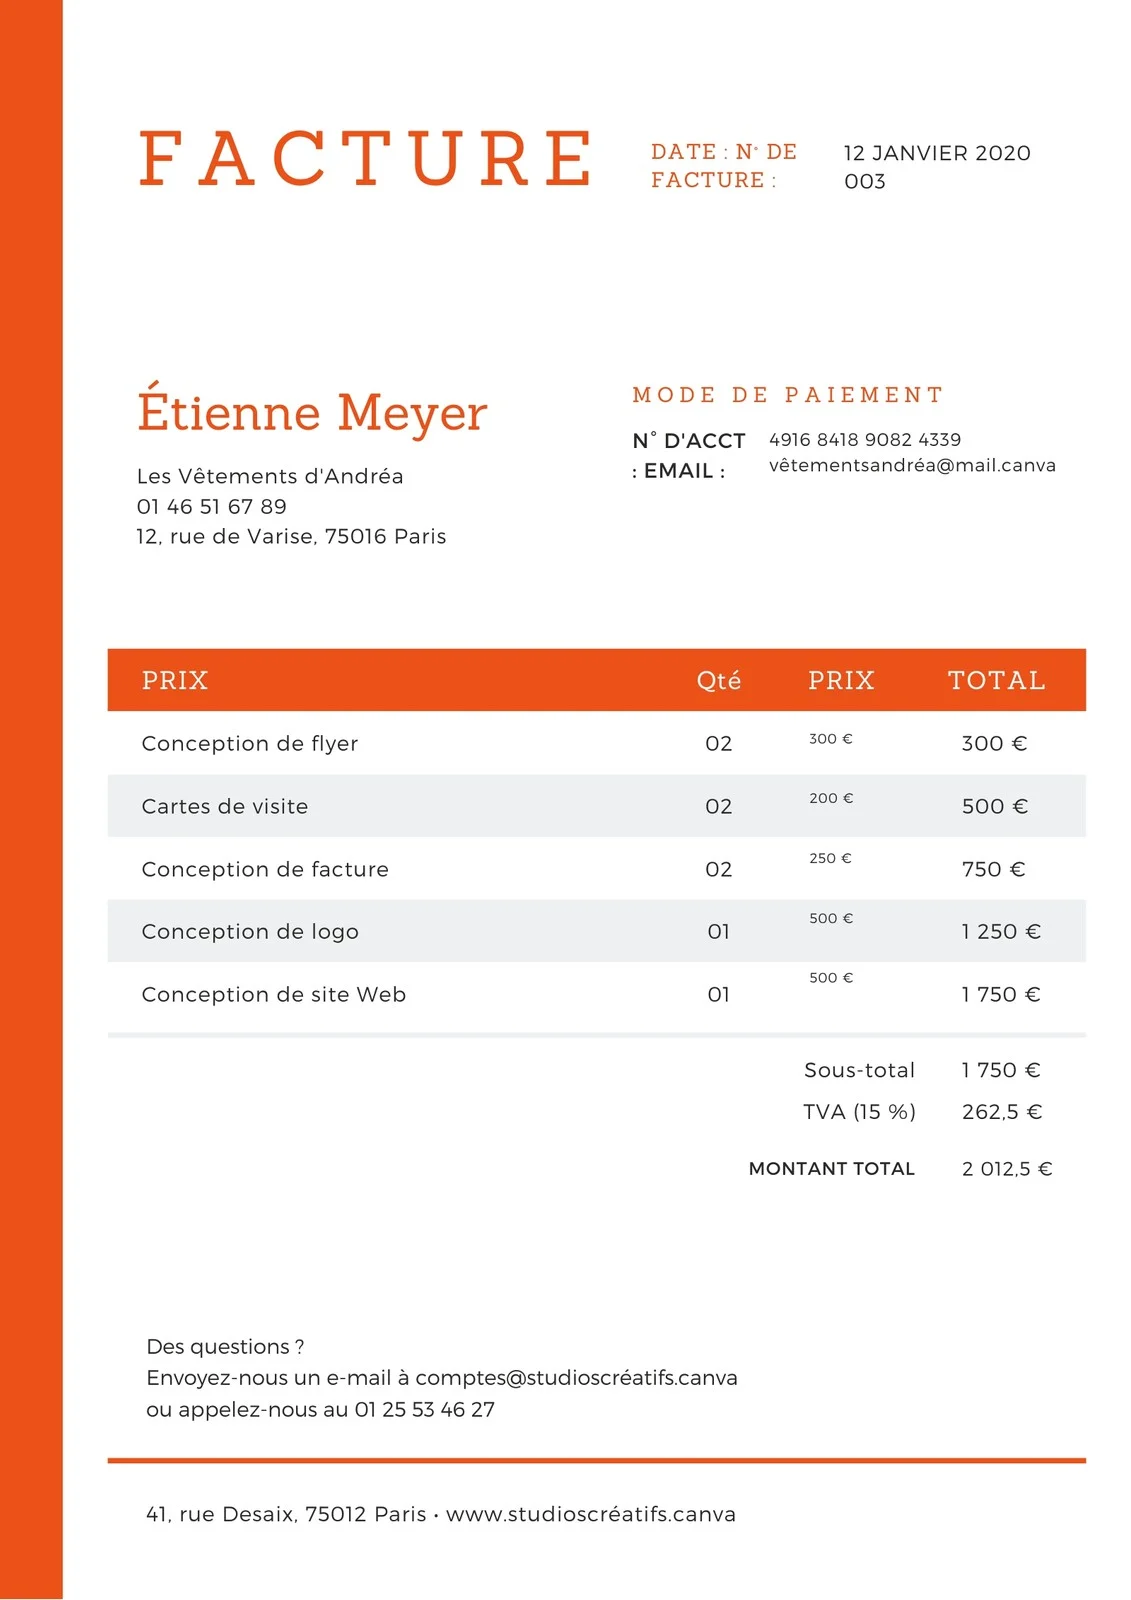 FACTURE
DATE : N° DE 12 JANVIER 2020
FACTURE : 003
Étienne Meyer
Les Vêtements d'Andréa
01 46 51 67 89
12, rue de Varise, 75016 Paris
MODE DE PAIEMENT
N° D'ACCT 4916 8418 9082 4339
: EMAIL : vêtementsandréa@mail.canva
PRIX Qté PRIX TOTAL
Conception de flyer 02 300 € 300 €
Cartes de visite 02 200 € 500 €
Conception de facture 02 250 € 750 €
Conception de logo 01 500 € 1 250 €
Conception de site Web 01 500 € 1 750 €
Sous-total 1 750 €
TVA (15 %) 262,5 €
MONTANT TOTAL 2 012,5 €
Des questions ?
Envoyez-nous un e-mail à comptes@studioscréatifs.canva
ou appelez-nous au 01 25 53 46 27
41, rue Desaix, 75012 Paris • www.studioscréatifs.canva